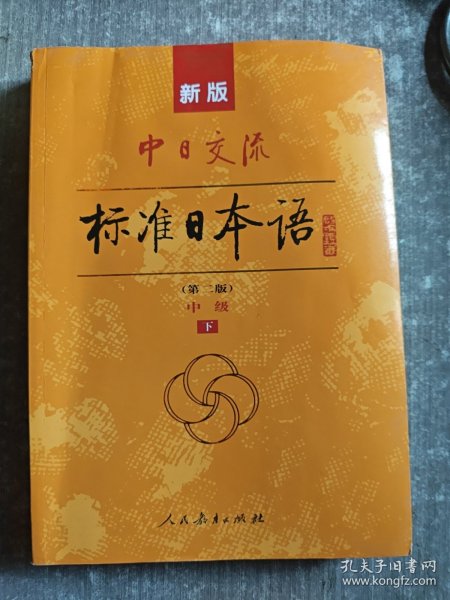 新版
中日交流
标准日本语
（第二版）
中级
下
人民教育出版社
孔夫子旧书网
www.kongfz.com